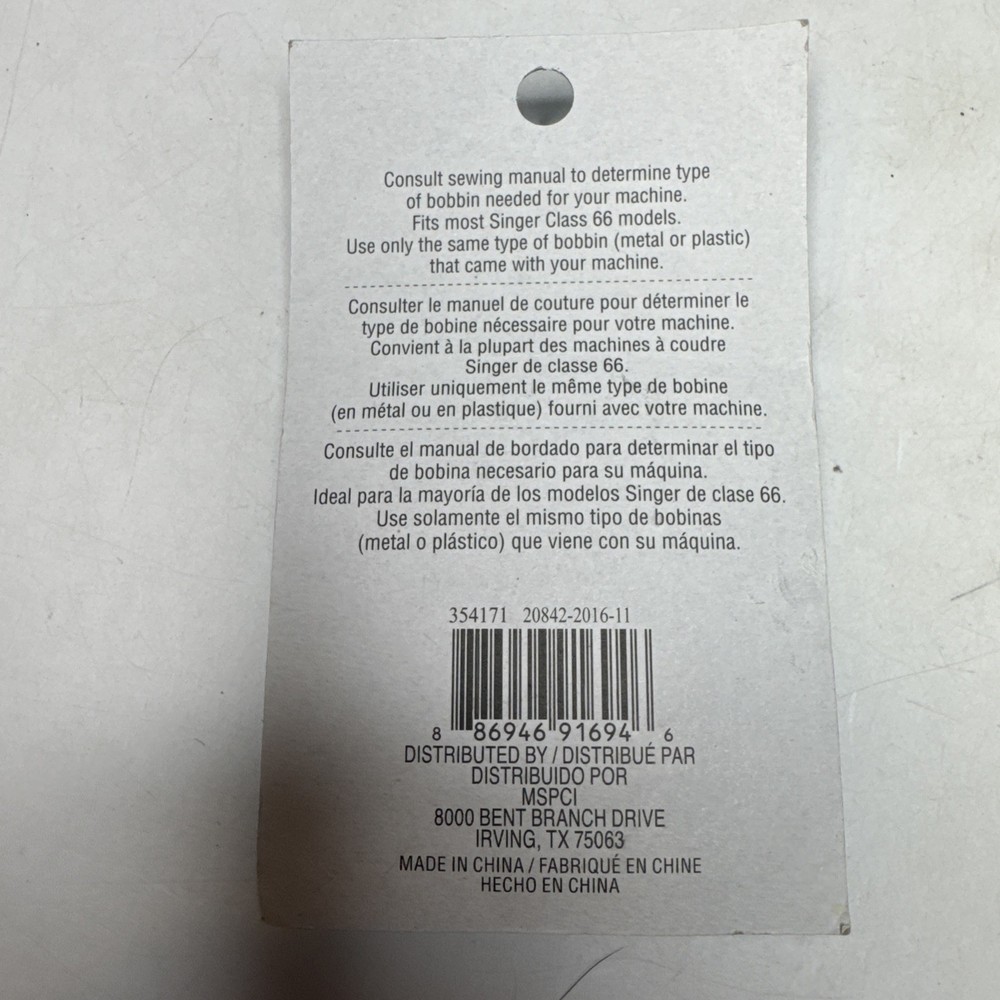 Consult sewing manual to determine type
of bobbin needed for your machine.
Fits most Singer Class 66 models.
Use only the same type of bobbin (metal or plastic)
that came with your machine.
Consulter le manuel de couture pour déterminer le
type de bobine nécessaire pour votre machine.
Convient à la plupart des machines à coudre
Singer de classe 66.
Utiliser uniquement le même type de bobine
(en métal ou en plastique) fourni avec votre machine.
Consulte el manual de bordado para determinar el tipo
de bobina necesario para su máquina.
Ideal para la mayoría de los modelos Singer de clase 66.
Use solamente el mismo tipo de bobinas
(metal o plástico) que viene con su máquina.
354171 20842-2016-11
8 86946 91694 6
DISTRIBUTED BY / DISTRIBUÉ PAR
DISTRIBUIDO POR
MSPCI
8000 BENT BRANCH DRIVE
IRVING, TX 75063
MADE IN CHINA / FABRIQUÉ EN CHINE
HECHO EN CHINA